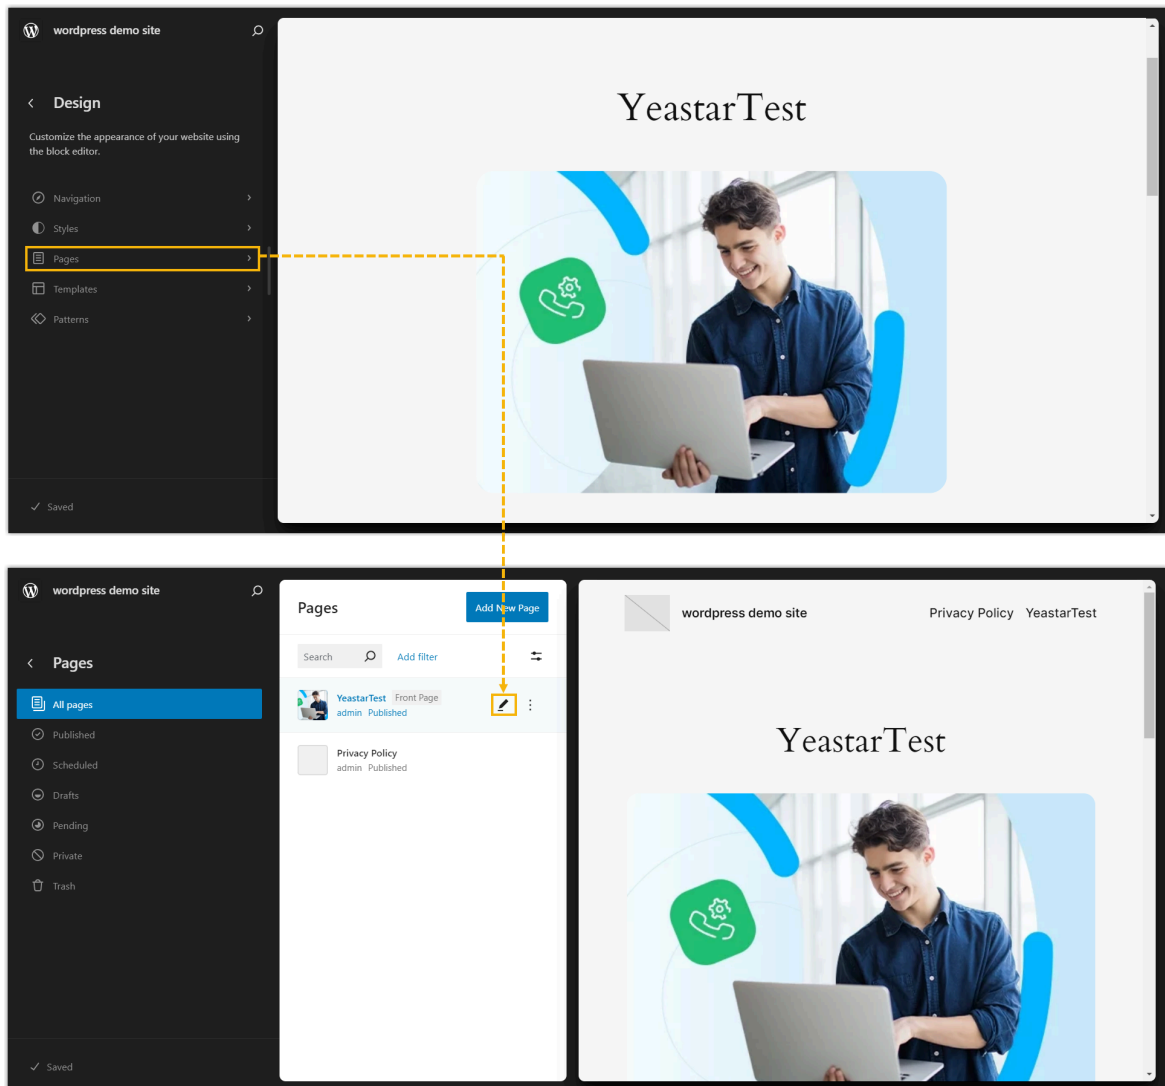 wordpress demo site
Design
Customize the appearance of your website using
the block editor.
Navigation
Styles
Pages
Templates
Patterns
Saved
YeastarTest
wordpress demo site
Pages
All pages
Published
Scheduled
Drafts
Pending
Private
Trash
Saved
Pages
Add New Page
Search
Add filter
YeastarTest Front Page
admin Published
Privacy Policy
admin Published
wordpress demo site
Privacy Policy YeastarTest
YeastarTest